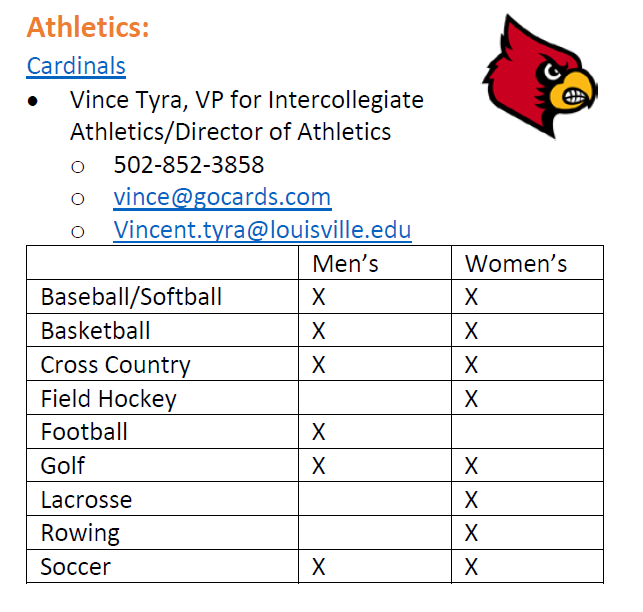 Athletics:
Cardinals
● Vince Tyra, VP for Intercollegiate
Athletics/Director of Athletics
○ 502-852-3858
○ vince@gocards.com
○ Vincent.tyra@louisville.edu
Men’s Women’s
Baseball/Softball X X
Basketball X X
Cross Country X X
Field Hockey X
Football X
Golf X X
Lacrosse X
Rowing X
Soccer X X